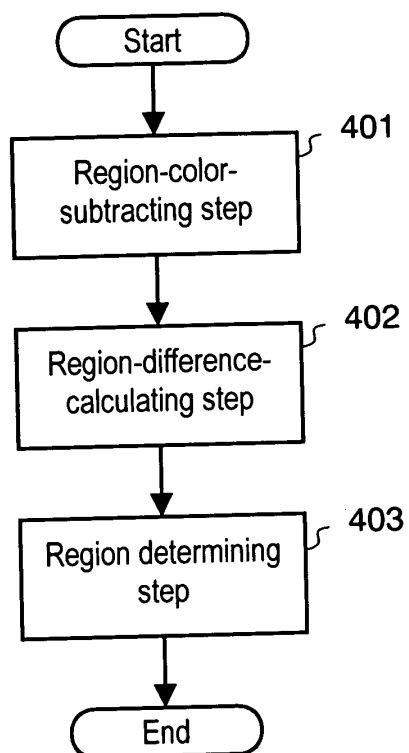 Start
401
Region-color-
subtracting step
402
Region-difference-
calculating step
403
Region determining
step
End